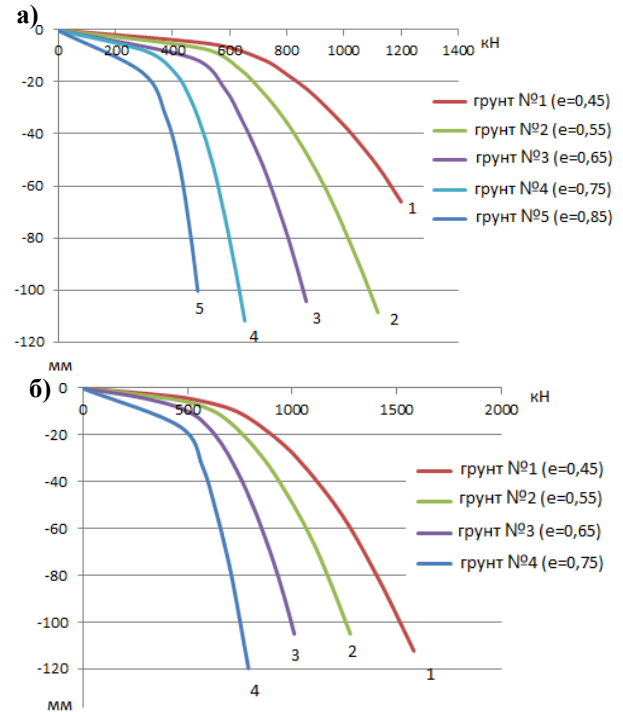 а)
0
0 200 400 600 800 1000 1200 1400 кН
-20
-40
-60
-80
-100
-120
мм
грунт №1 (е=0,45)
грунт №2 (е=0,55)
грунт №3 (е=0,65)
грунт №4 (е=0,75)
грунт №5 (е=0,85)
1
2
3
4
5
б)
0
0 500 1000 1500 2000 кН
-20
-40
-60
-80
-100
-120
мм
грунт №1 (е=0,45)
грунт №2 (е=0,55)
грунт №3 (е=0,65)
грунт №4 (е=0,75)
1
2
3
4